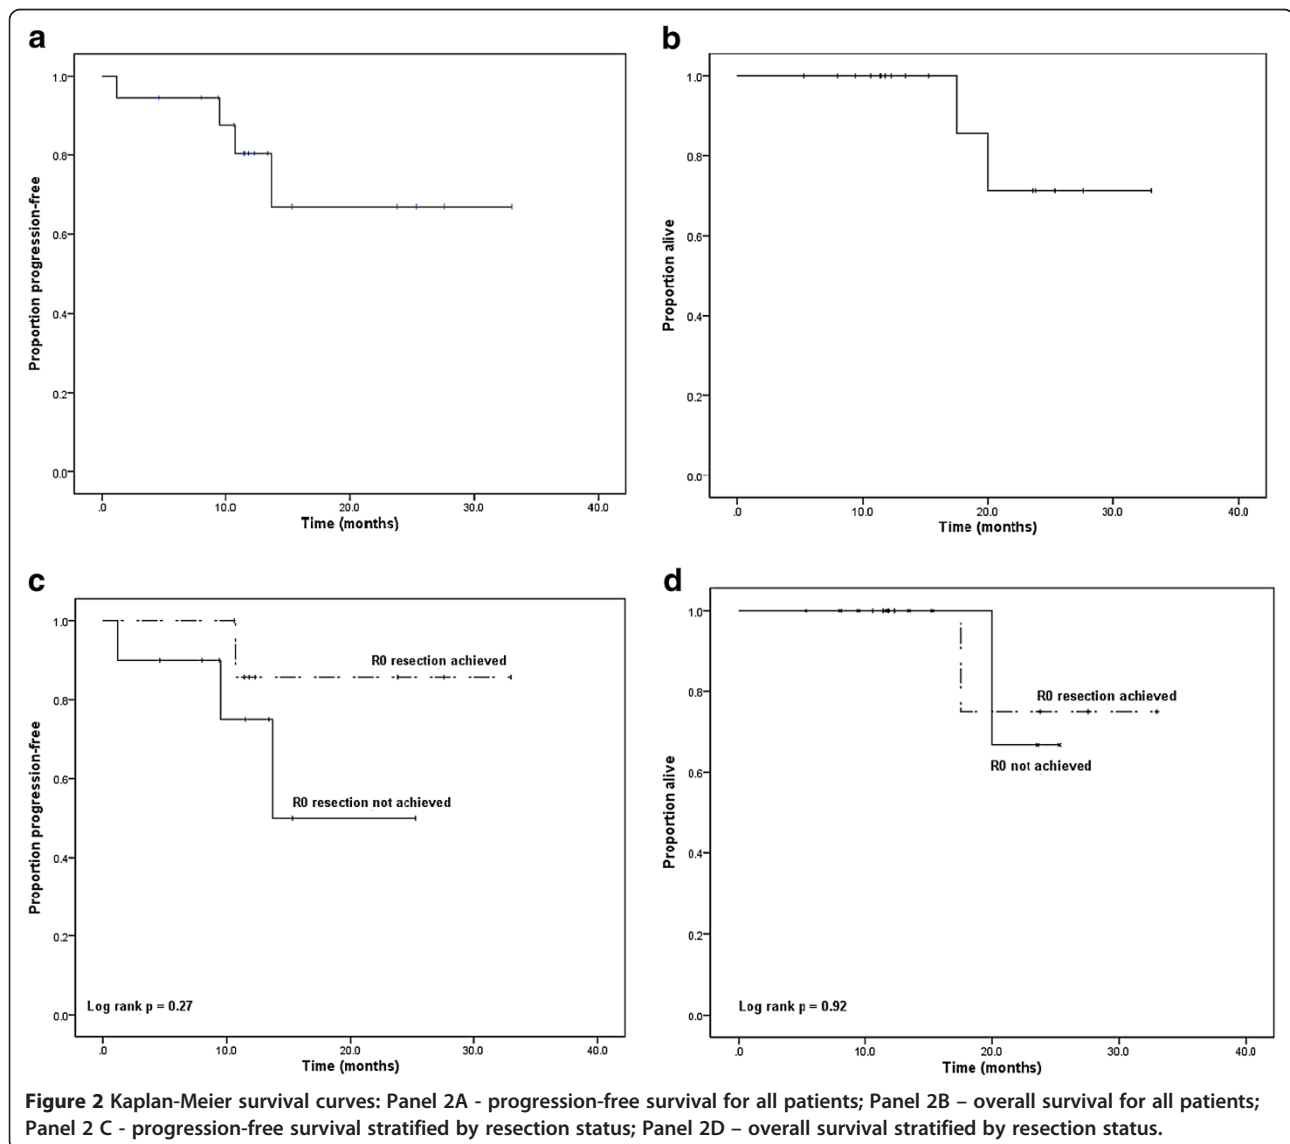 a
1.0
0.8
0.6
0.4
0.2
0.0
Proportion progression-free
.0 10.0 20.0 30.0 40.0
Time (months)
b
1.0
0.8
0.6
0.4
0.2
0.0
Proportion alive
.0 10.0 20.0 30.0 40.0
Time (months)
c
1.0
0.8
0.6
0.4
0.2
0.0
Proportion progression-free
R0 resection achieved
R0 resection not achieved
Log rank p = 0.27
.0 10.0 20.0 30.0 40.0
Time (months)
d
1.0
0.8
0.6
0.4
0.2
0.0
Proportion alive
R0 resection achieved
R0 not achieved
Log rank p = 0.92
.0 10.0 20.0 30.0 40.0
Time (months)
Figure 2 Kaplan-Meier survival curves: Panel 2A - progression-free survival for all patients; Panel 2B – overall survival for all patients;
Panel 2 C - progression-free survival stratified by resection status; Panel 2D – overall survival stratified by resection status.